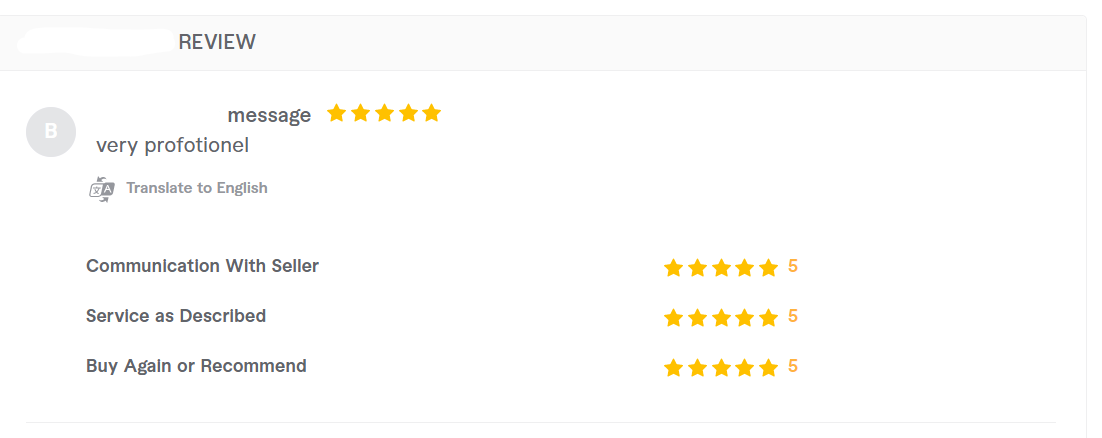 REVIEW
B
message
very profotionel
Translate to English
Communication With Seller 5
Service as Described 5
Buy Again or Recommend 5